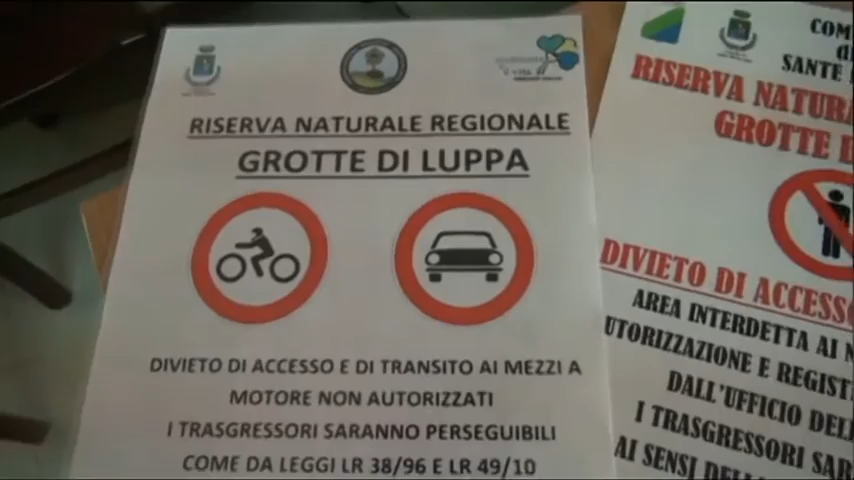 RISERVA NATURALE REGIONALE
GROTTE DI LUPPA
DIVIETO DI ACCESSO E DI TRANSITO AI MEZZI A
MOTORE NON AUTORIZZATI
I TRASGRESSORI SARANNO PERSEGUIBILI
COME DA LEGGI LR 38/96 E LR 49/10
COM
di
SANTE
RISERVA NATURA
GROTTE D
DIVIETO DI ACCESSO
AREA INTERDETTA AI N
UTORIZZAZIONE E REGIST
DALL'UFFICIO DEL
I TRASGRESSORI SAR
AI SENSI DELL